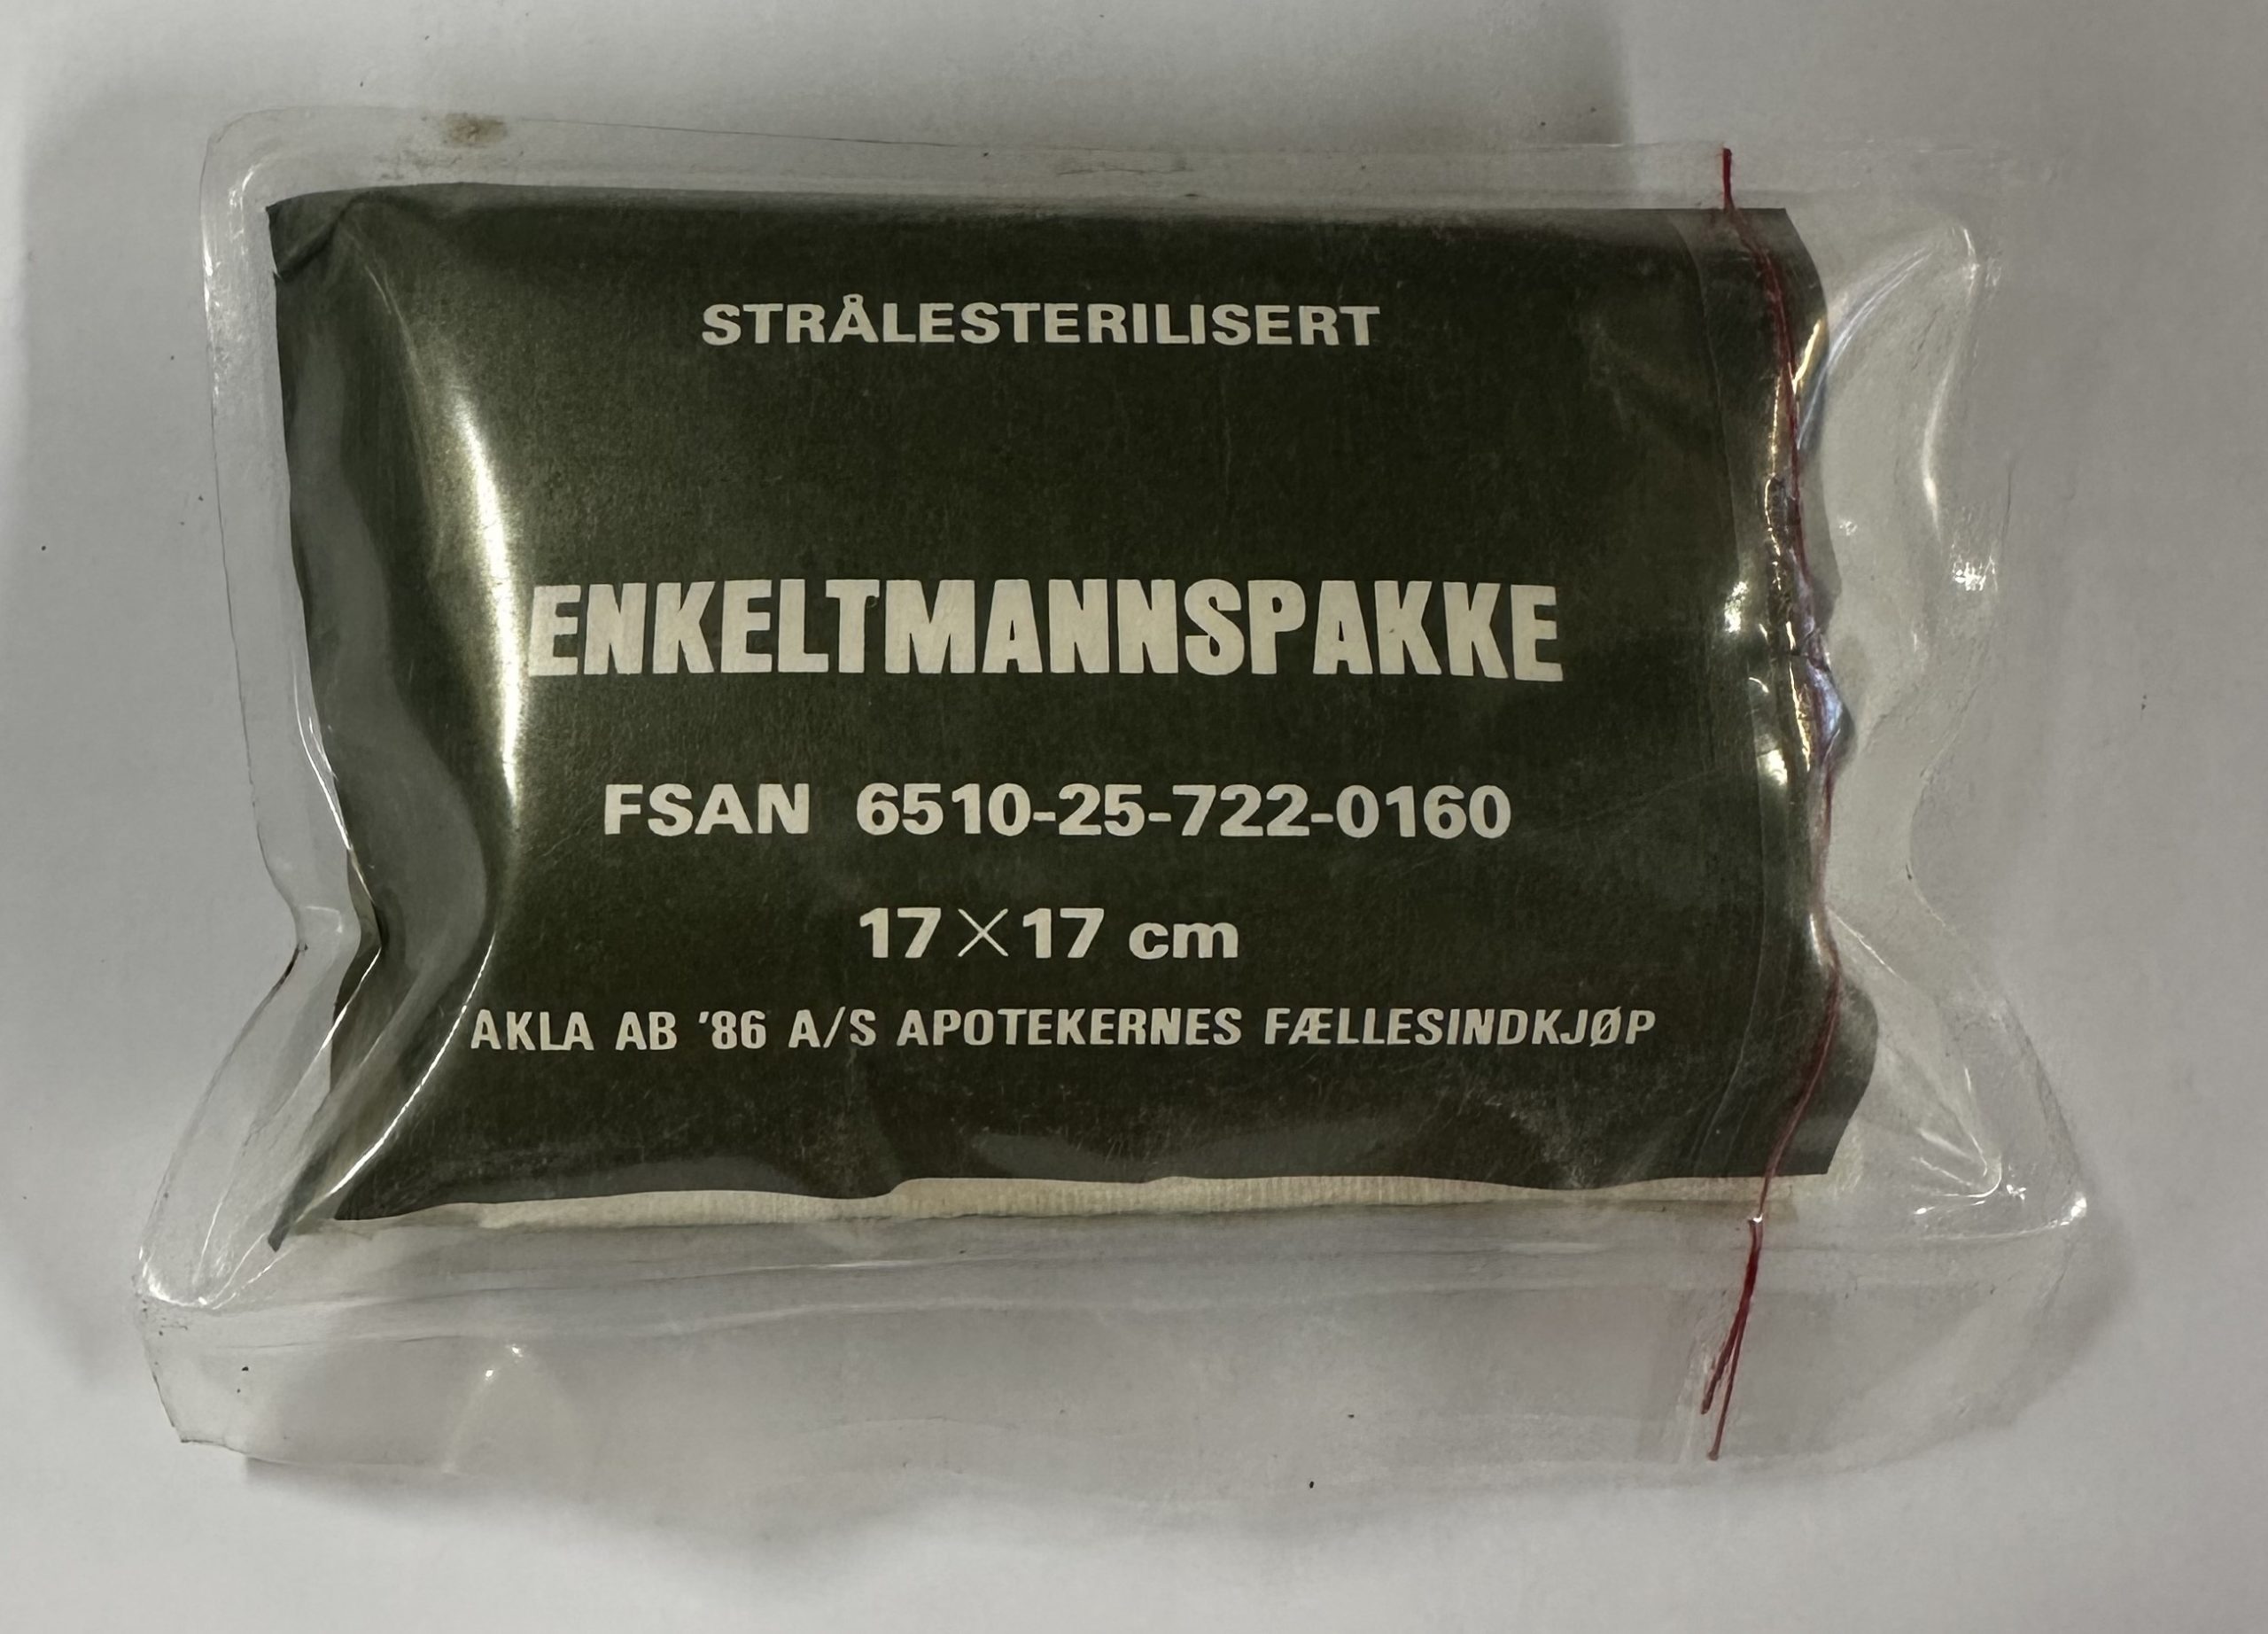 STRÅLESTERILISERT
ENKELTMANNSPAKKE
FSAN 6510-25-722-0160
17×17 cm
AKLA AB '86 A/S APOTEKERNES FÆLLESINDKJØP